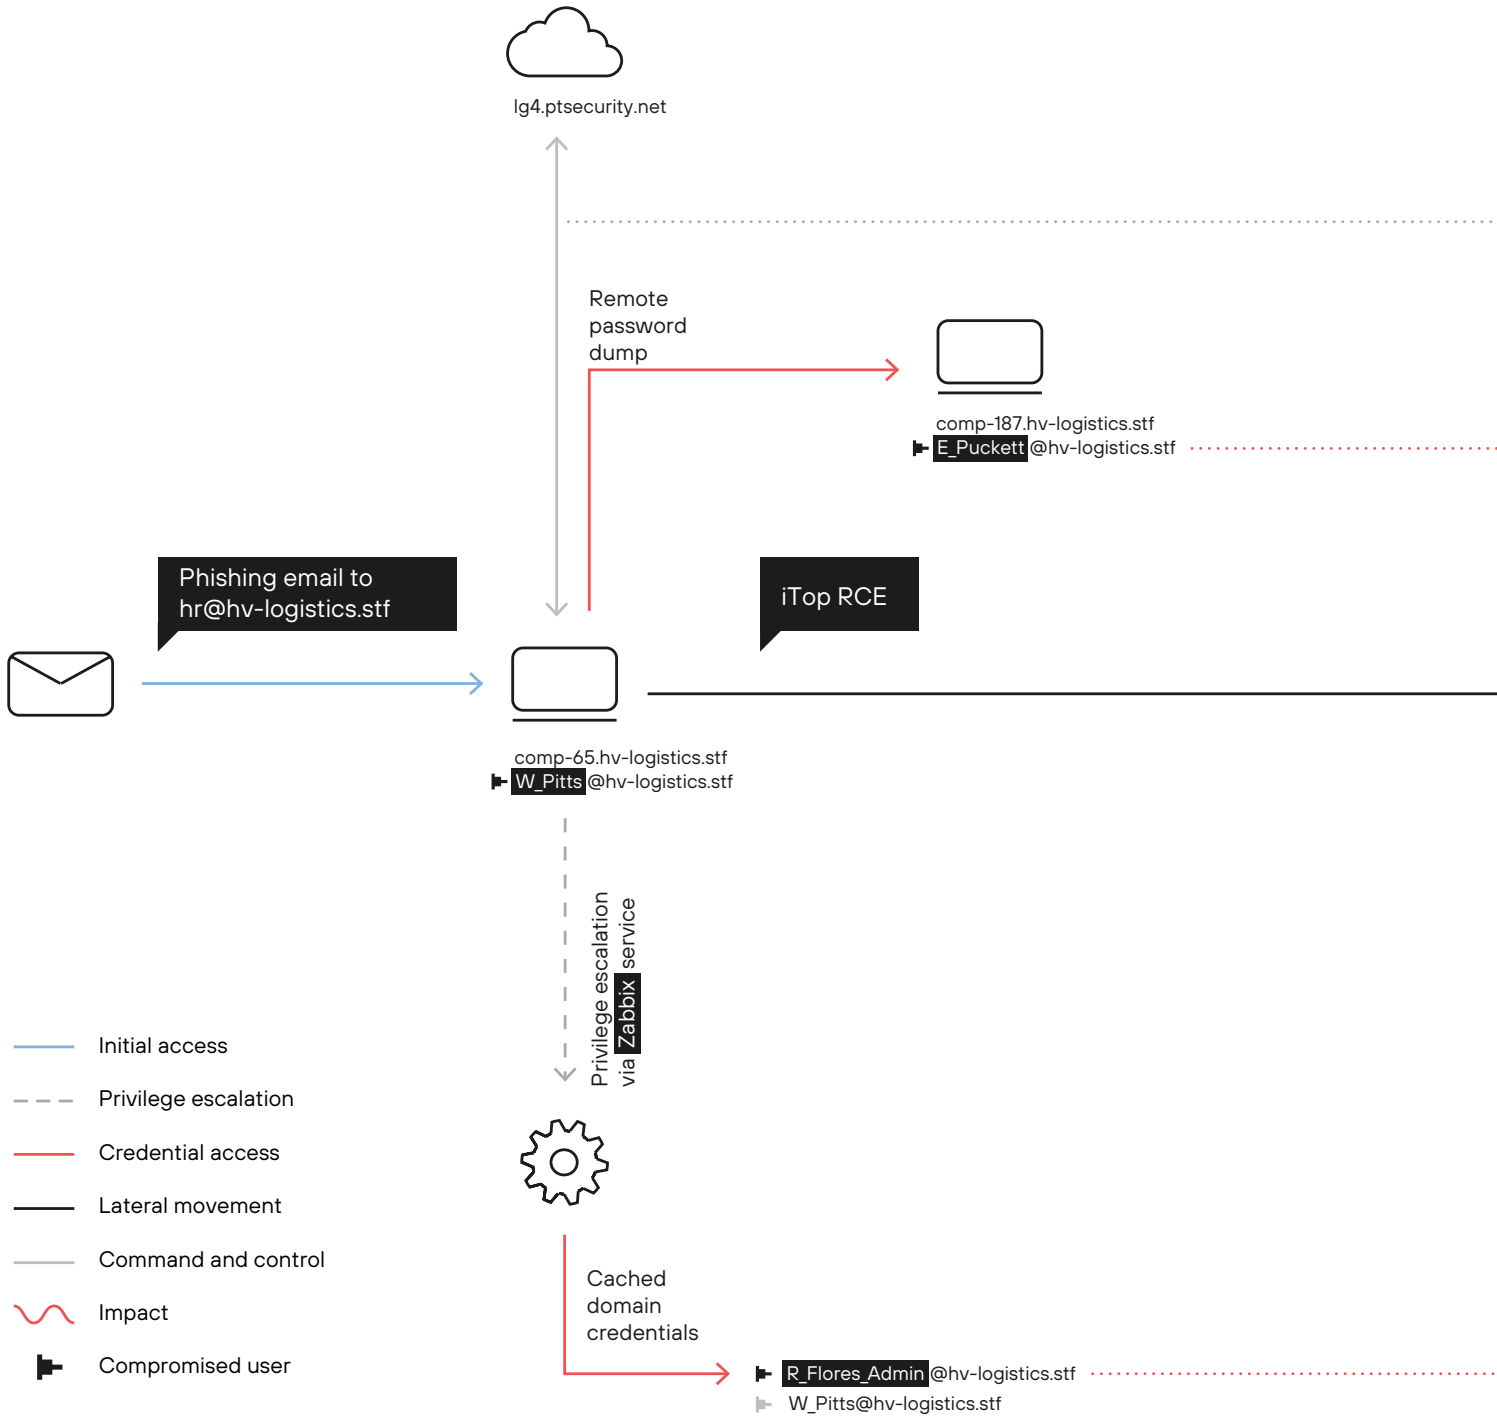 lg4.ptsecurity.net
Remote
password
dump
comp-187.hv-logistics.stf
E_Puckett@hv-logistics.stf
Phishing email to
hr@hv-logistics.stf
iTop RCE
comp-65.hv-logistics.stf
W_Pitts@hv-logistics.stf
Privilege escalation
via Zabbix service
Initial access
Privilege escalation
Credential access
Lateral movement
Command and control
Impact
Compromised user
Cached
domain
credentials
R_Flores_Admin@hv-logistics.stf
W_Pitts@hv-logistics.stf